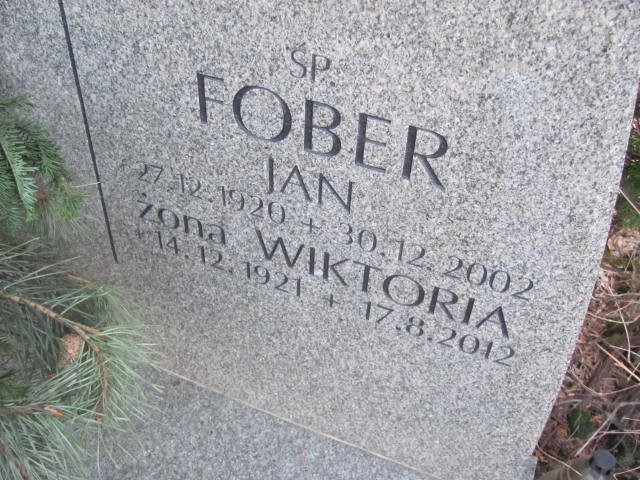 ŚP
FOBER
JAN
27.12.1920 + 30.12.2002
żona WIKTORIA
+ 14.12.1921 + 17.8.2012